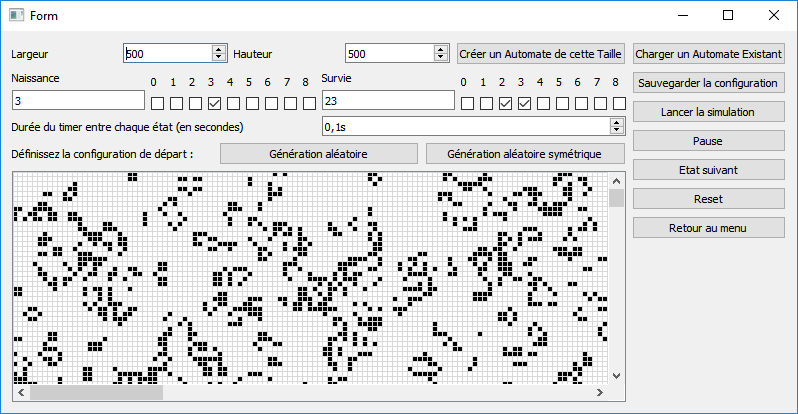 Form
Largeur 500 Hauteur 500 Créer un Automate de cette Taille Charger un Automate Existant
Naissance 0 1 2 3 4 5 6 7 8 Survie 0 1 2 3 4 5 6 7 8 Sauvegarder la configuration
3 23
Lancer la simulation
Durée du timer entre chaque état (en secondes) 0,1s
Pause
Définissez la configuration de départ : Génération aléatoire Génération aléatoire symétrique
Etat suivant
Reset
Retour au menu